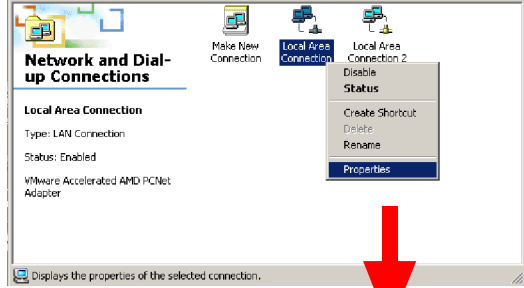 Network and Dial-
up Connections
Local Area Connection
Type: LAN Connection
Status: Enabled
VMware Accelerated AMD PCNet
Adapter
Make New
Connection
Local Area
Connection
Local Area
Connection 2
Disable
Status
Create Shortcut
Delete
Rename
Properties
Displays the properties of the selected connection.